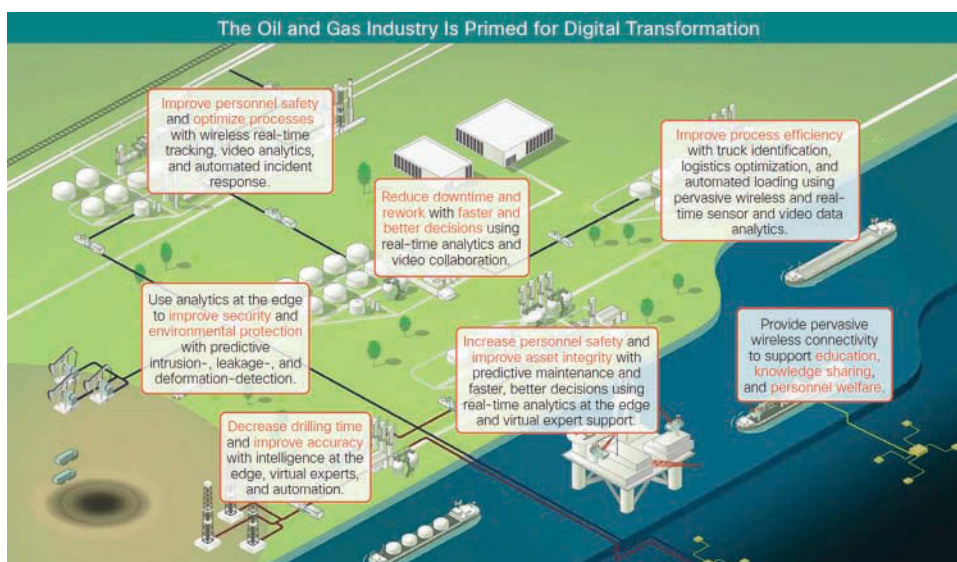 The Oil and Gas Industry Is Primed for Digital Transformation
Improve personnel safety
and optimize processes
with wireless real-time
tracking, video analytics,
and automated incident
response.
Reduce downtime and
rework with faster and
better decisions using
real-time analytics and
video collaboration.
Improve process efficiency
with truck identification,
logistics optimization, and
automated loading using
pervasive wireless and real-
time sensor and video data
analytics.
Use analytics at the edge
to improve security and
environmental protection
with predictive
intrusion-, leakage-, and
deformation-detection.
Increase personnel safety and
improve asset integrity with
predictive maintenance and
faster, better decisions using
real-time analytics at the edge
and virtual expert support.
Provide pervasive
wireless connectivity
to support education,
knowledge sharing,
and personnel welfare.
Decrease drilling time
and improve accuracy
with intelligence at the
edge, virtual experts,
and automation.